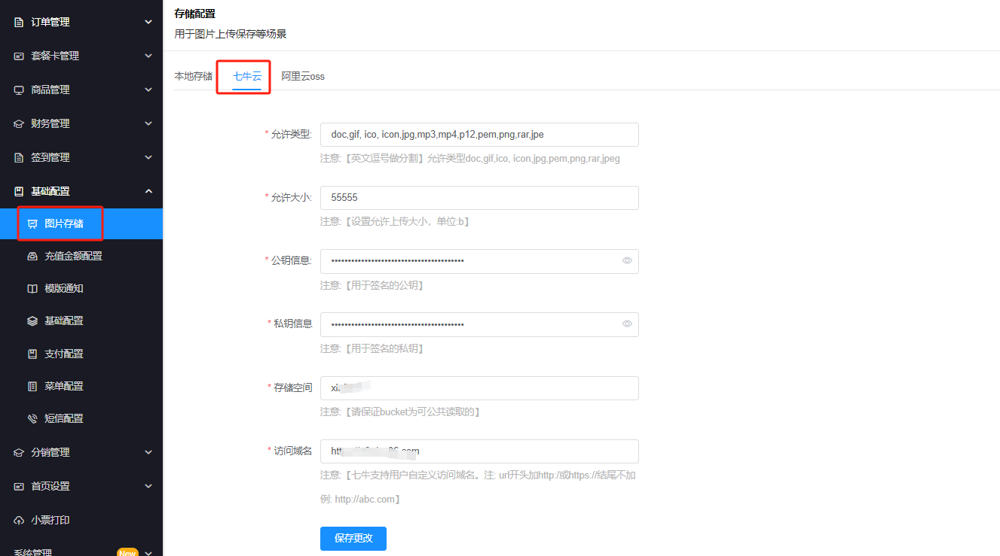 订单管理
套餐卡管理
商品管理
财务管理
签到管理
基础配置
图片存储
充值金额配置
模版通知
基础配置
支付配置
菜单配置
短信配置
分销管理
首页设置
小票打印
系统管理 New
存储配置
用于图片上传保存等场景
本地存储 七牛云 阿里云oss
* 允许类型: doc,gif, ico, icon,jpg,mp3,mp4,p12,pem,png,rar,jpe
注意:【英文逗号做分割】允许类型doc,gif,ico, icon,jpg,pem,png,rar,jpeg
* 允许大小: 55555
注意:【设置允许上传大小，单位:b】
* 公钥信息:
注意:【用于签名的公钥】
* 私钥信息
注意:【用于签名的私钥】
* 存储空间
注意:【请保证bucket为可公共读取的】
* 访问域名
注意:【七牛支持用户自定义访问域名。注: url开头加http:/或https://结尾不加
例: http://abc.com】
保存更改